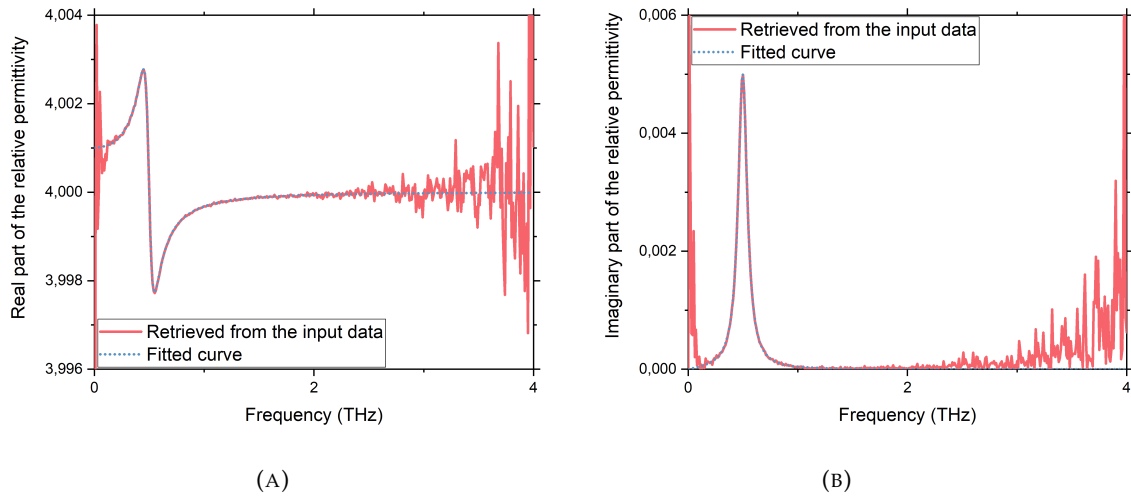 4,004
4,002
4,000
3,998
3,996
0
2
4
Real part of the relative permittivity
Frequency (THz)
Retrieved from the input data
Fitted curve
(A)
0,006
0,004
0,002
0,000
0
2
4
Imaginary part of the relative permittivity
Frequency (THz)
Retrieved from the input data
Fitted curve
(B)